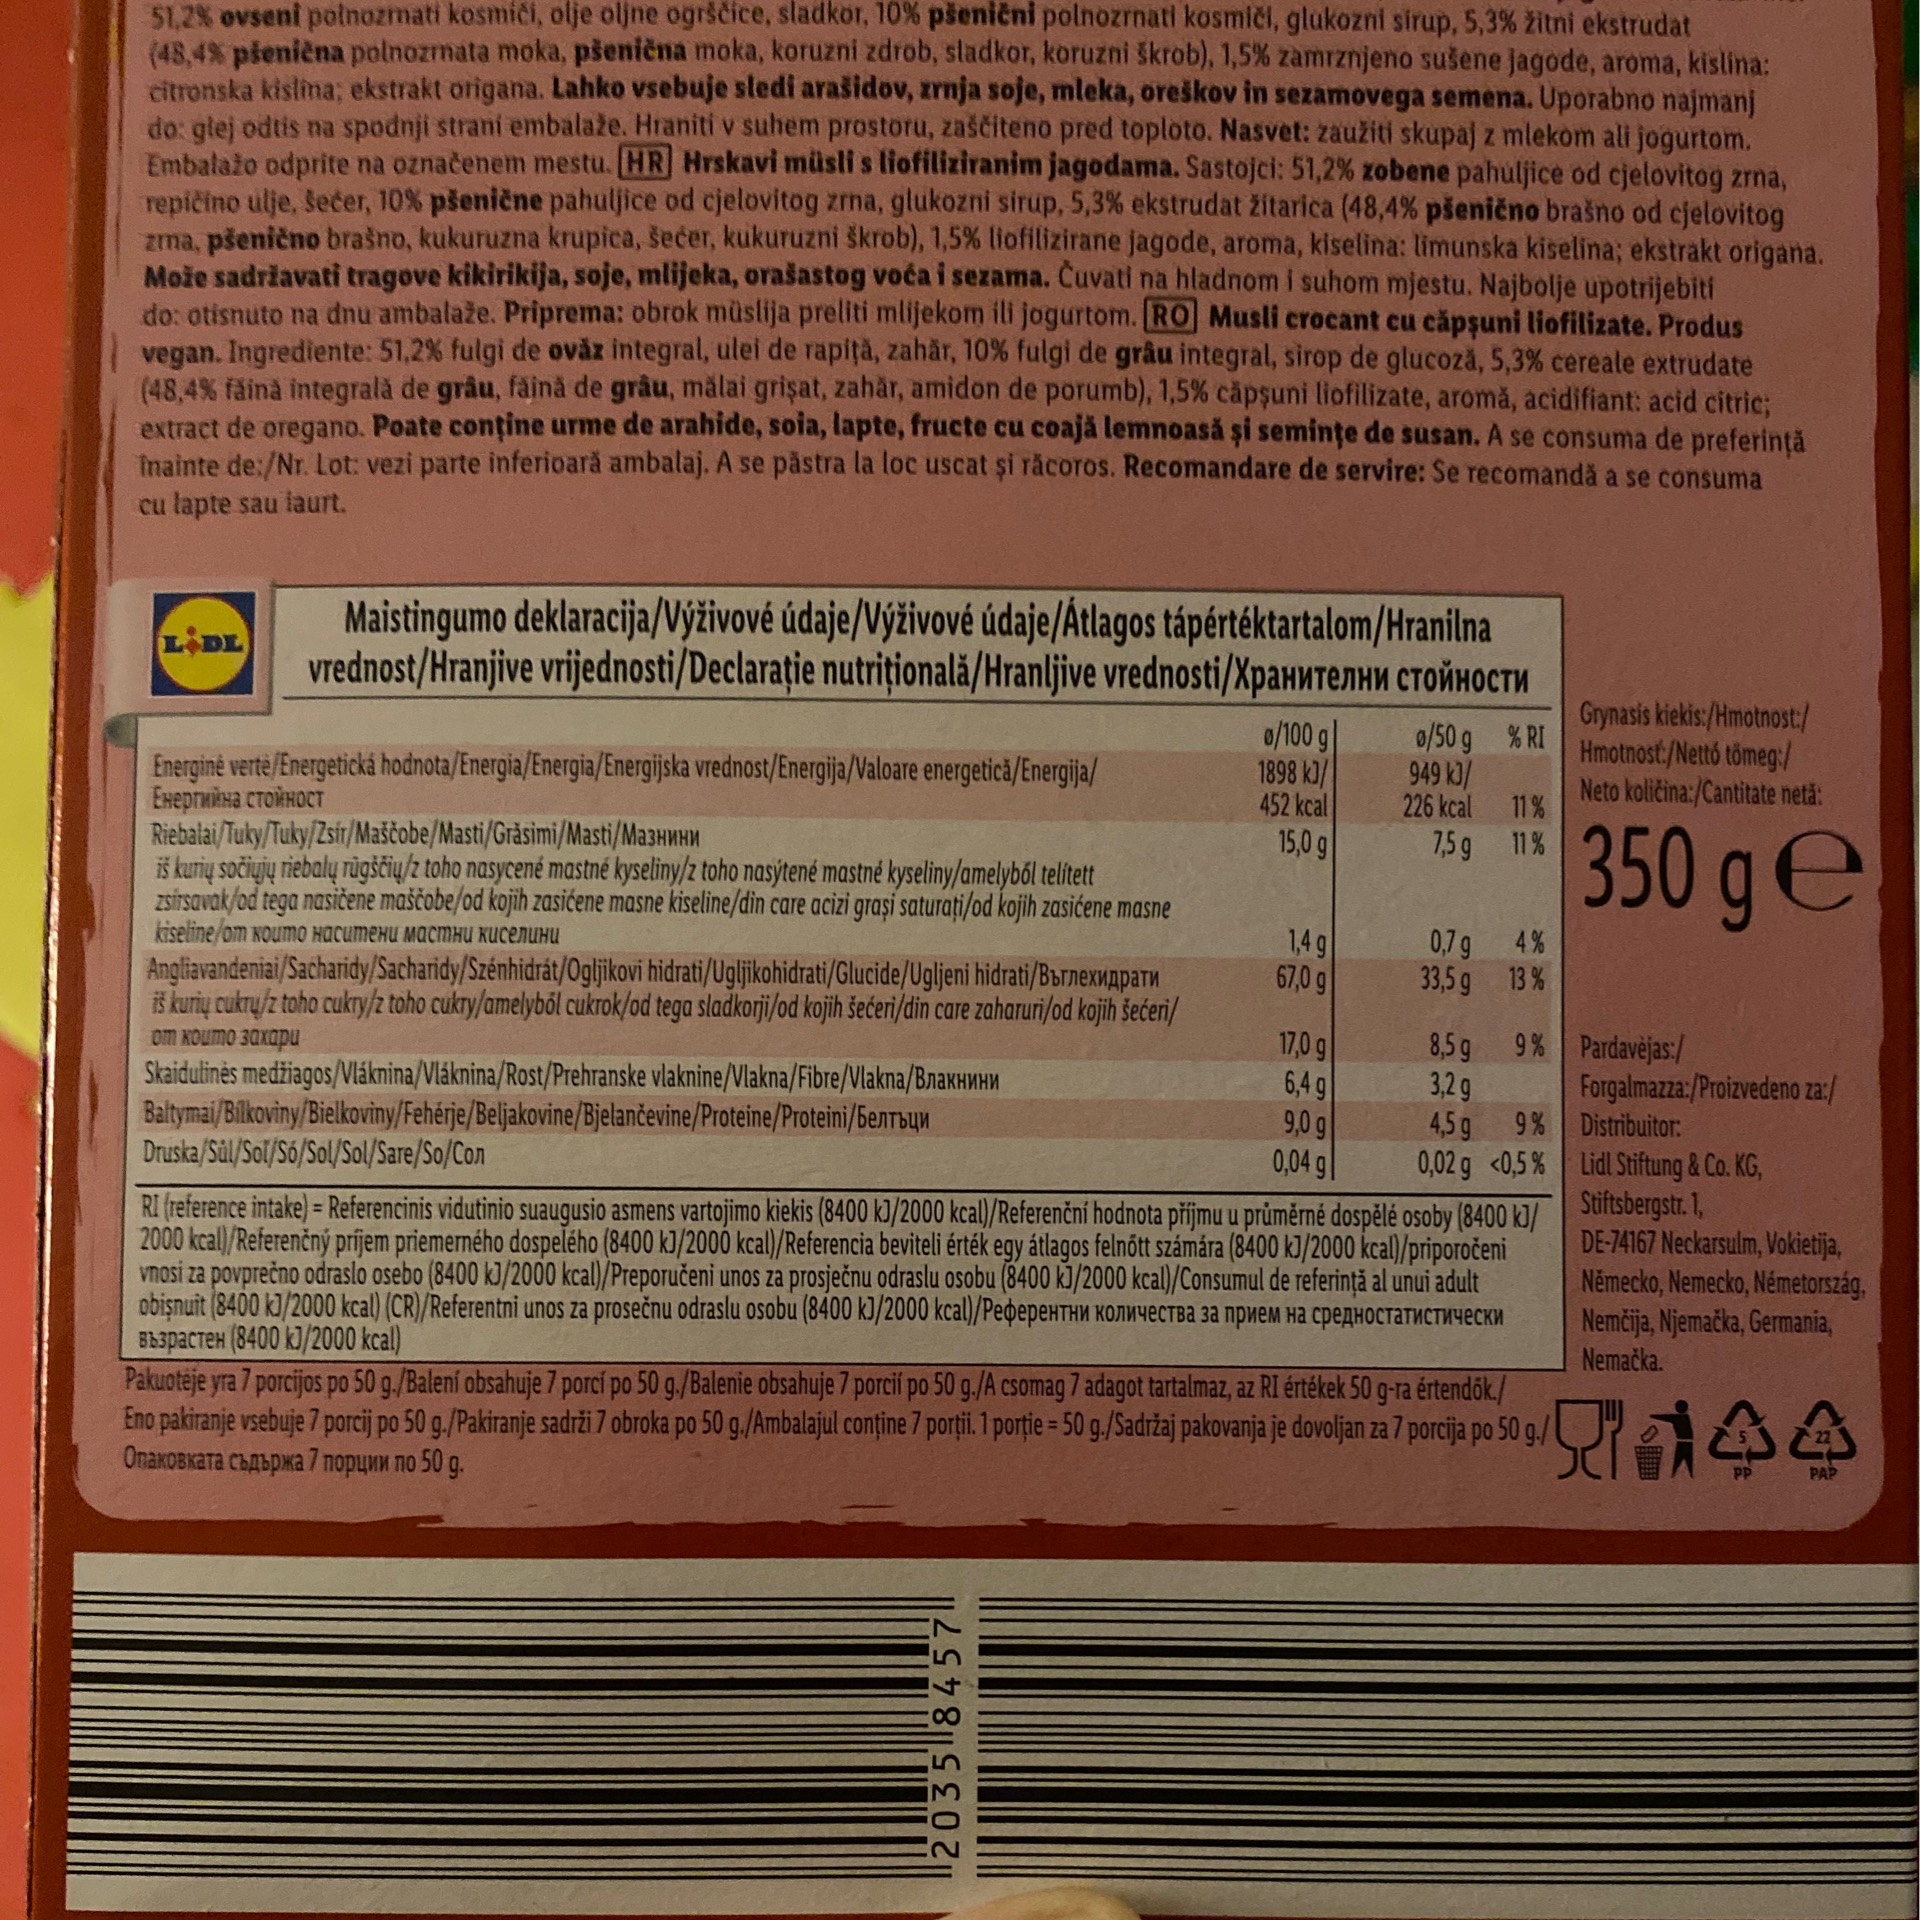 51,2% ovseni polnozrnati kosmiči, olje oljne ogrščice, sladkor, 10% pšenični polnozrnati kosmiči, glukozni sirup, 5,3% žitni ekstrudat
(48,4% pšenična polnozrnata moka, pšenična moka, koruzni zdrob, sladkor, koruzni škrob), 1,5% zamrznjeno sušene jagode, aroma, kislina:
citronska kislina; ekstrakt origana. Lahko vsebuje sledi arašidov, zrnja soje, mleka, oreškov in sezamovega semena. Uporabno najmanj
do: glej odtis na spodnji strani embalaže. Hraniti v suhem prostoru, zaščiteno pred toploto. Nasvet: zaužiti skupaj z mlekom ali jogurtom.
Embalažo odprite na označenem mestu. HR Hrskavi müsli s liofiliziranim jagodama. Sastojci: 51,2% zobene pahuljice od cjelovitog zrna,
repičino ulje, šećer, 10% pšenične pahuljice od cjelovitog zrna, glukozni sirup, 5,3% ekstrudat žitarica (48,4% pšenično brašno od cjelovitog
zrna, pšenično brašno, kukuruzna krupica, šećer, kukuruzni škrob), 1,5% liofilizirane jagode, aroma, kiselina: limunska kiselina; ekstrakt origana.
Može sadržavati tragove kikirikija, soje, mlijeka, orašastog voća i sezama. Čuvati na hladnom i suhom mjestu. Najbolje upotrijebiti
do: otisnuto na dnu ambalaže. Priprema: obrok müslija preliti mlijekom ili jogurtom. RO Musli crocant cu căpșuni liofilizate. Produs
vegan. Ingrediente: 51,2% fulgi de ovăz integral, ulei de rapiță, zahăr, 10% fulgi de grâu integral, sirop de glucoză, 5,3% cereale extrudate
(48,4% făină integrală de grâu, făină de grâu, mălai grișat, zahăr, amidon de porumb), 1,5% căpșuni liofilizate, aromă, acidifiant: acid citric;
extract de oregano. Poate conține urme de arahide, soia, lapte, fructe cu coajă lemnoasă și semințe de susan. A se consuma de preferință
înainte de:/Nr. Lot: vezi parte inferioară ambalaj. A se păstra la loc uscat și răcoros. Recomandare de servire: Se recomandă a se consuma
cu lapte sau iaurt.
LIDL
Maistingumo deklaracija/Výživové údaje/Výživové údaje/Átlagos tápértéktartalom/Hranilna
vrednost/Hranjive vrijednosti/Declarație nutrițională/Hranljive vrednosti/Хранителни стойности
ø/100 g ø/50 g % RI
Energinė vertė/Energetická hodnota/Energia/Energia/Energijska vrednost/Energija/Valoare energetică/Energija/ 1898 kJ/ 949 kJ/
Енергийна стойност 452 kcal 226 kcal 11 %
Riebalai/Tuky/Tuky/Zsír/Maščobe/Masti/Grăsimi/Masti/Мазнини 15,0 g 7,5 g 11 %
iš kurių sočiųjų riebalų rūgščių/z toho nasycené mastné kyseliny/z toho nasýtené mastné kyseliny/amelyből telített
zsírsavak/od tega nasičene maščobe/od kojih zasićene masne kiseline/din care acizi grași saturați/od kojih zasićene masne
kiseline/от които наситени мастни киселини 1,4 g 0,7 g 4 %
Angliavandeniai/Sacharidy/Sacharidy/Szénhidrát/Ogljikovi hidrati/Ugljikohidrati/Glucide/Ugljeni hidrati/Въглехидрати 67,0 g 33,5 g 13 %
iš kurių cukrų/z toho cukry/z toho cukry/amelyből cukrok/od tega sladkorji/od kojih šećeri/din care zaharuri/od kojih šećeri/
от които захари 17,0 g 8,5 g 9 %
Skaidulinės medžiagos/Vláknina/Vláknina/Rost/Prehranske vlaknine/Vlakna/Fibre/Vlakna/Влакнини 6,4 g 3,2 g
Baltymai/Bílkoviny/Bielkoviny/Fehérje/Beljakovine/Bjelančevine/Proteine/Proteini/Белтъци 9,0 g 4,5 g 9 %
Druska/Sůl/Soľ/Só/Sol/Sol/Sare/So/Сол 0,04 g 0,02 g <0,5 %
RI (reference intake) = Referencinis vidutinio suaugusio asmens vartojimo kiekis (8400 kJ/2000 kcal)/Referenční hodnota příjmu u průměrné dospělé osoby (8400 kJ/
2000 kcal)/Referenčný príjem priemerného dospelého (8400 kJ/2000 kcal)/Referencia beviteli érték egy átlagos felnőtt számára (8400 kJ/2000 kcal)/priporočeni
vnosi za povprečno odraslo osebo (8400 kJ/2000 kcal)/Preporučeni unos za prosječnu odraslu osobu (8400 kJ/2000 kcal)/Consumul de referință al unui adult
obișnuit (8400 kJ/2000 kcal) (CR)/Referentni unos za prosečnu odraslu osobu (8400 kJ/2000 kcal)/Референтни количества за прием на средностатистически
възрастен (8400 kJ/2000 kcal)
Pakuotėje yra 7 porcijos po 50 g./Balení obsahuje 7 porcí po 50 g./Balenie obsahuje 7 porcií po 50 g./A csomag 7 adagot tartalmaz, az RI értékek 50 g-ra értendők./
Eno pakiranje vsebuje 7 porcij po 50 g./Pakiranje sadrži 7 obroka po 50 g./Ambalajul conține 7 porții. 1 porție = 50 g./Sadržaj pakovanja je dovoljan za 7 porcija po 50 g./
Опаковката съдържа 7 порции по 50 g.
Grynasis kiekis:/Hmotnost:/
Hmotnosť:/Nettó tömeg:/
Neto količina:/Cantitate netă:
350 g e
Pardavėjas:/
Forgalmazza:/Proizvedeno za:/
Distribuitor:
Lidl Stiftung & Co. KG,
Stiftsbergstr. 1,
DE-74167 Neckarsulm, Vokietija,
Německo, Nemecko, Németország,
Nemčija, Njemačka, Germania,
Nemačka.
5 22
PP PAP
2035 8457